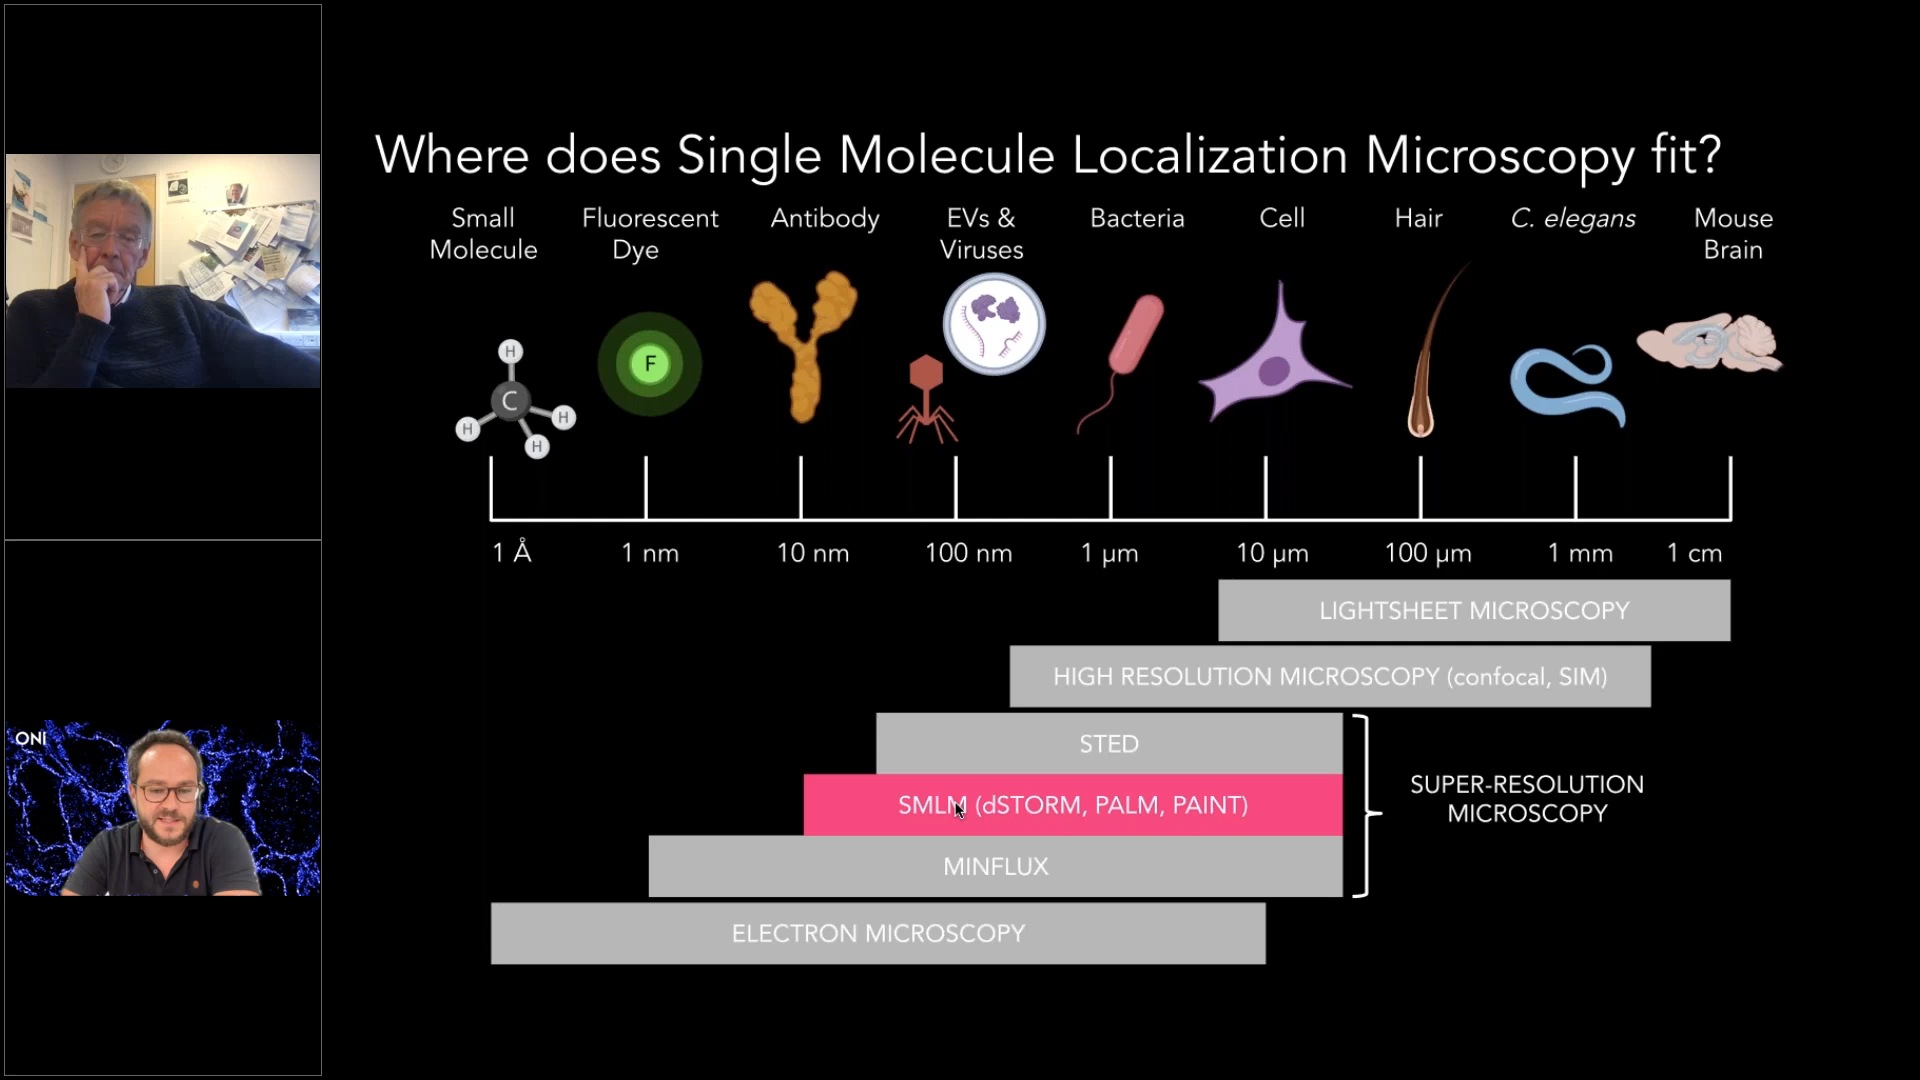 Where does Single Molecule Localization Microscopy fit?
Small
Molecule
Fluorescent
Dye
Antibody
EVs &
Viruses
Bacteria
Cell
Hair
C. elegans
Mouse
Brain
H
C
H
H
H
F
1 Å
1 nm
10 nm
100 nm
1 µm
10 µm
100 µm
1 mm
1 cm
LIGHTSHEET MICROSCOPY
HIGH RESOLUTION MICROSCOPY (confocal, SIM)
STED
SMLM (dSTORM, PALM, PAINT)
MINFLUX
SUPER-RESOLUTION
MICROSCOPY
ELECTRON MICROSCOPY
ONI